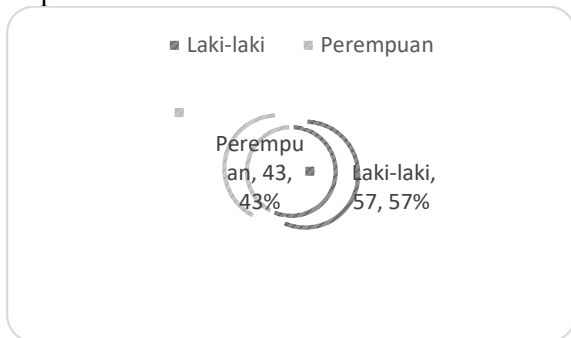 Laki-laki Perempuan
Perempu
an, 43,
43%
Laki-laki,
57, 57%